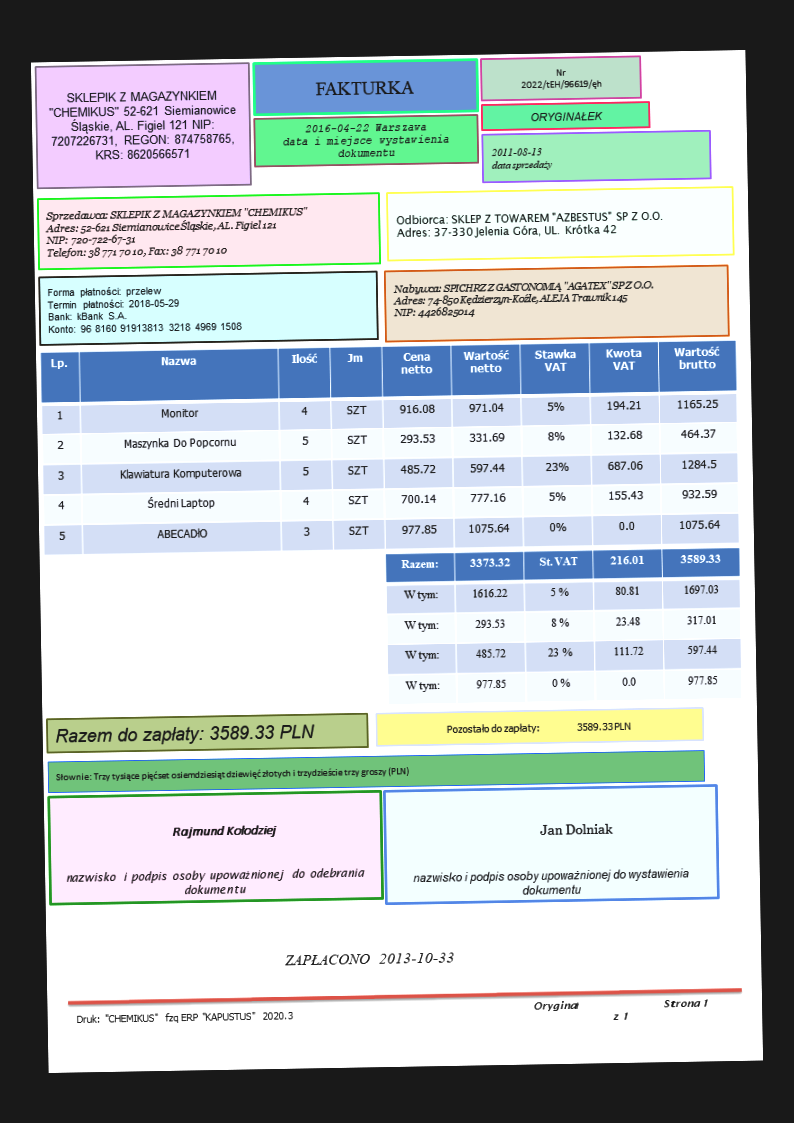 SKLEPIK Z MAGAZYNKIEM
"CHEMIKUS" 52-621 Siemianowice
Śląskie, AL. Figiel 121 NIP:
7207226731, REGON: 874758765,
KRS: 8620566571
FAKTURKA
2016-04-22 Warszawa
data i miejsce wystawienia
dokumentu
Nr
2022/tEH/96619/ęh
ORYGINAŁEK
2011-08-13
data sprzedaży
Sprzedawca: SKLEPIK Z MAGAZYNKIEM "CHEMIKUS"
Adres: 52-621 Siemianowice Śląskie, AL. Figiel 121
NIP: 720-722-67-31
Telefon: 38 771 70 10, Fax: 38 771 70 10
Odbiorca: SKLEP Z TOWAREM "AZBESTUS" SP Z O.O.
Adres: 37-330 Jelenia Góra, UL. Krótka 42
Forma płatności: przelew
Termin płatności: 2018-05-29
Bank: kBank S.A.
Konto: 96 8160 91913813 3218 4969 1508
Nabywca: SPICHRZ Z GASTONOMIĄ "AGATEX" SP Z O.O.
Adres: 74-850 Kędzierzyn-Koźle, ALEJA Trawnik 145
NIP: 4426825014
Lp. Nazwa Ilość Jm Cena netto Wartość netto Stawka VAT Kwota VAT Wartość brutto
1 Monitor 4 SZT 916.08 971.04 5% 194.21 1165.25
2 Maszynka Do Popcornu 5 SZT 293.53 331.69 8% 132.68 464.37
3 Klawiatura Komputerowa 5 SZT 485.72 597.44 23% 687.06 1284.5
4 Średni Laptop 4 SZT 700.14 777.16 5% 155.43 932.59
5 ABECADłO 3 SZT 977.85 1075.64 0% 0.0 1075.64
Razem: 3373.32 St.VAT 216.01 3589.33
W tym: 1616.22 5 % 80.81 1697.03
W tym: 293.53 8 % 23.48 317.01
W tym: 485.72 23 % 111.72 597.44
W tym: 977.85 0 % 0.0 977.85
Razem do zapłaty: 3589.33 PLN
Pozostało do zapłaty: 3589.33 PLN
Słownie: Trzy tysiące pięćset osiemdziesiąt dziewięć złotych i trzydzieście trzy groszy (PLN)
Rajmund Kołodziej
nazwisko i podpis osoby upoważnionej do odebrania
dokumentu
Jan Dolniak
nazwisko i podpis osoby upoważnionej do wystawienia
dokumentu
ZAPŁACONO 2013-10-33
Druk: "CHEMIKUS" fzq ERP "KAPUSTUS" 2020.3
Oryginał Strona 1
z 1